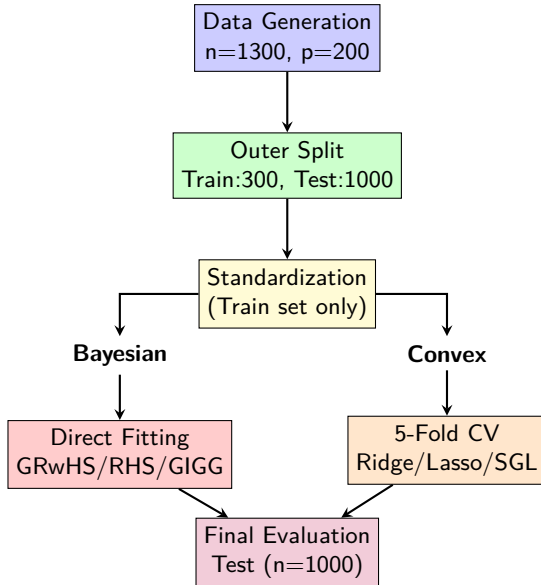 Data Generation
n=1300, p=200
Outer Split
Train:300, Test:1000
Standardization
(Train set only)
Bayesian
Convex
Direct Fitting
GRwHS/RHS/GIGG
5-Fold CV
Ridge/Lasso/SGL
Final Evaluation
Test (n=1000)